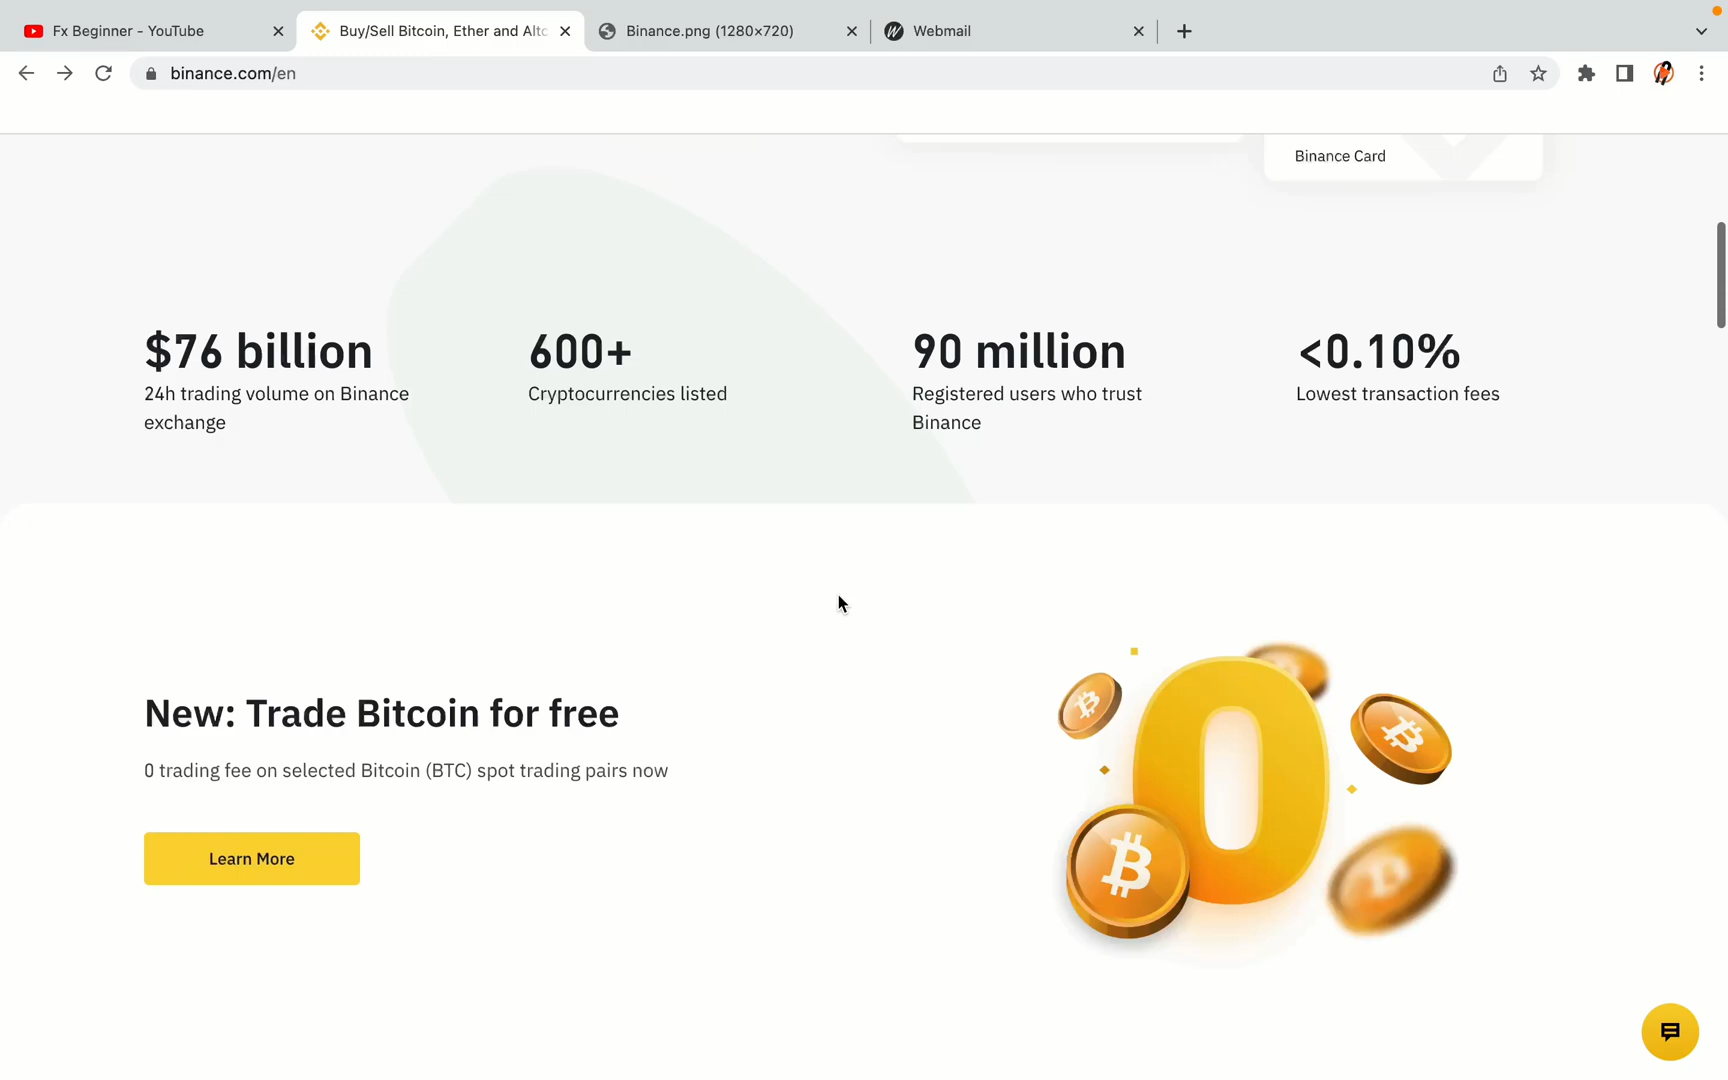 Fx Beginner - YouTube
Buy/Sell Bitcoin, Ether and Altc
Binance.png (1280×720)
Webmail
binance.com/en
Binance Card
$76 billion
24h trading volume on Binance
exchange
600+
Cryptocurrencies listed
90 million
Registered users who trust
Binance
<0.10%
Lowest transaction fees
New: Trade Bitcoin for free
0 trading fee on selected Bitcoin (BTC) spot trading pairs now
Learn More
0